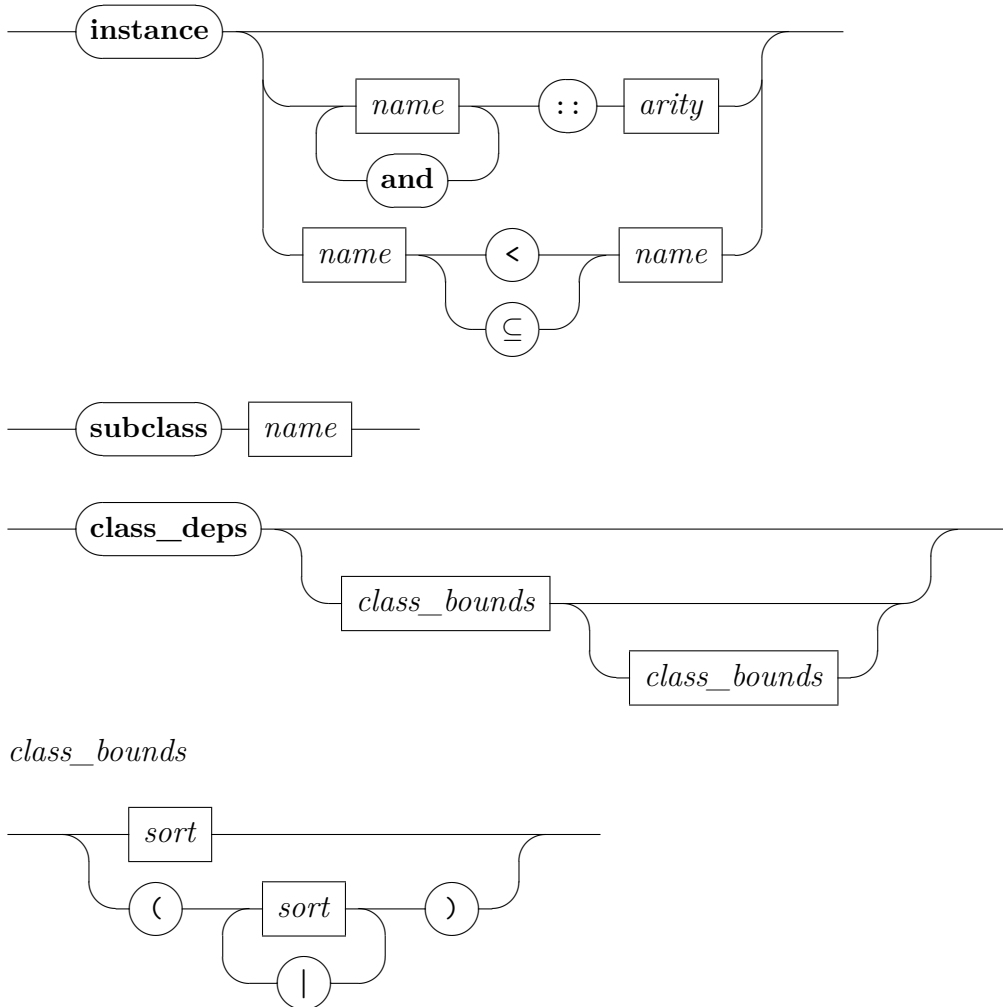 instance
name :: arity
and
name < name
⊆
subclass name
class_deps
class_bounds
class_bounds
class_bounds
sort
( sort )
|